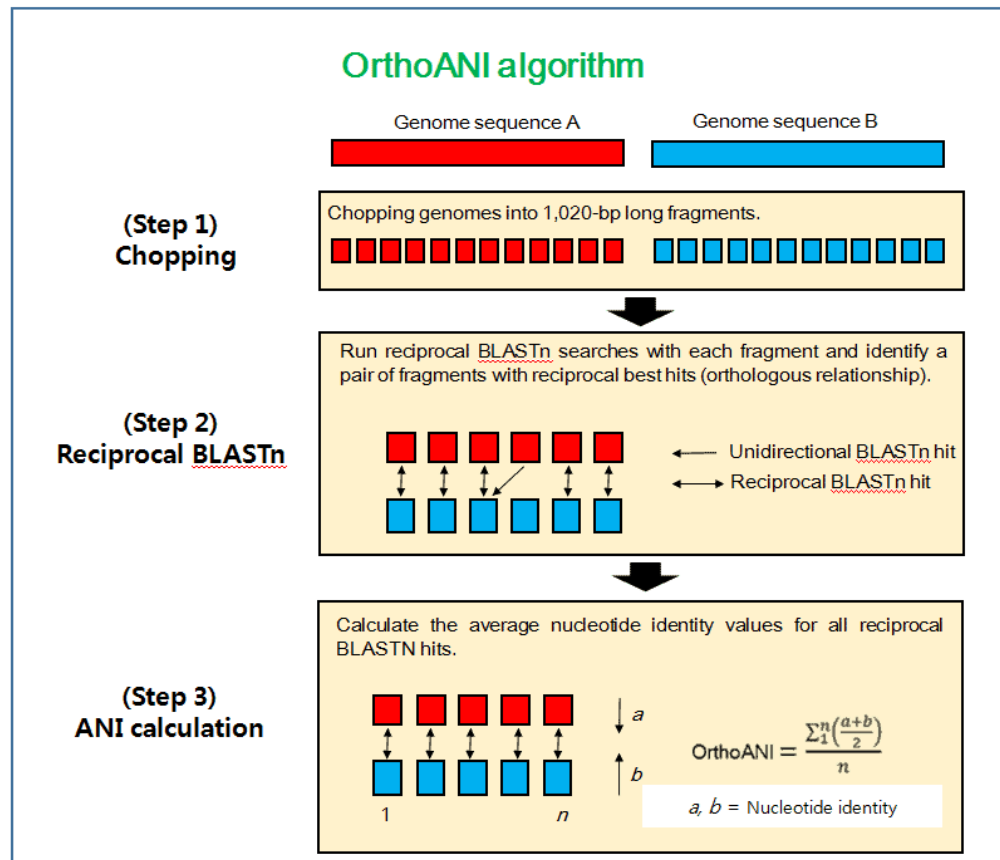 OrthoANI algorithm
Genome sequence A
Genome sequence B
(Step 1)
Chopping
Chopping genomes into 1,020-bp long fragments.
(Step 2)
Reciprocal BLASTn
Run reciprocal BLASTn searches with each fragment and identify a
pair of fragments with reciprocal best hits (orthologous relationship).
Unidirectional BLASTn hit
Reciprocal BLASTn hit
(Step 3)
ANI calculation
Calculate the average nucleotide identity values for all reciprocal
BLASTN hits.
a
b
1
n
OrthoANI = \frac{\sum_1^n(\frac{a+b}{2})}{n}
a, b = Nucleotide identity